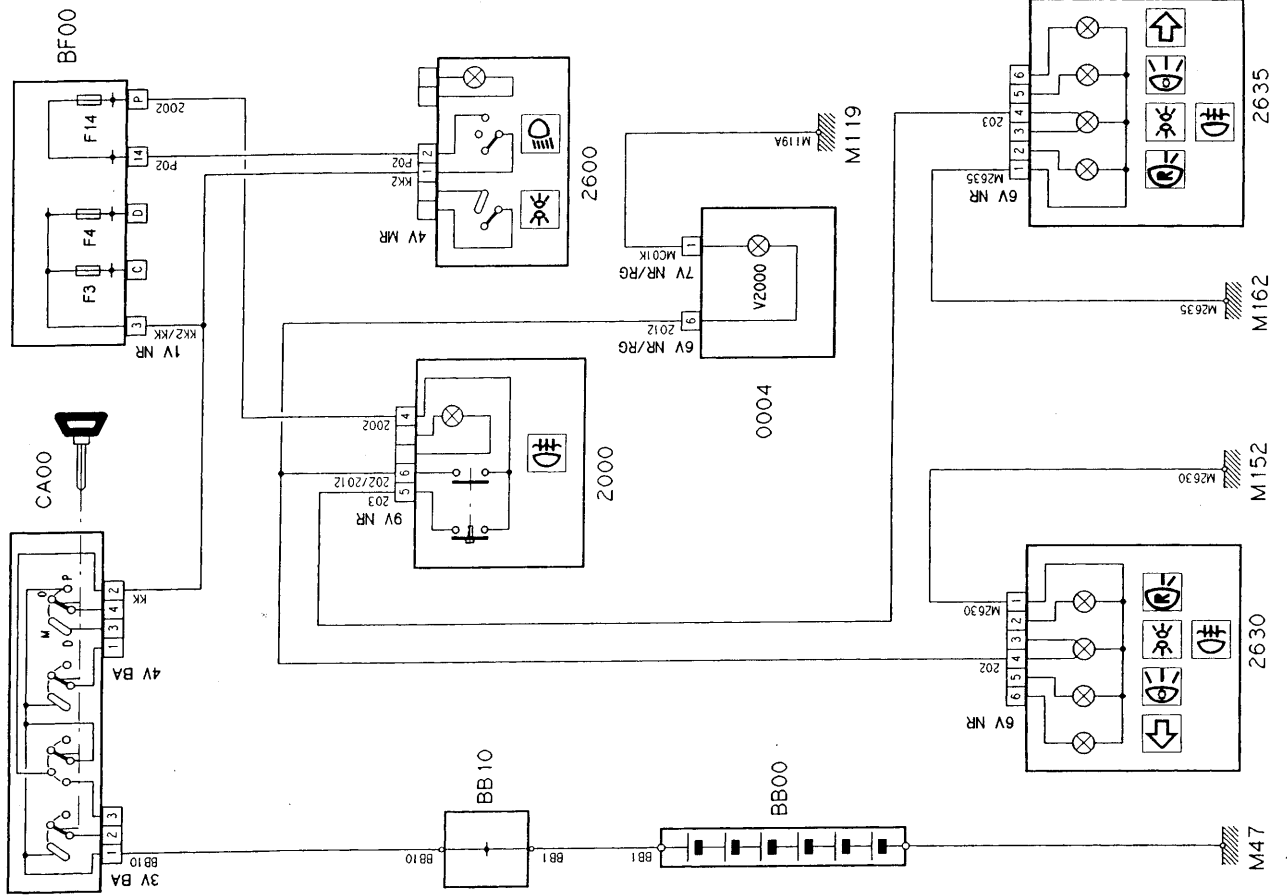 BF00
F3
F4
F14
3
C
D
14
P
1V NR
KK2/KK
P02
2002
CA00
M
D
O
P
1
2
3
3V BA
BB10
1
3
4
2
4V BA
KK
2600
1
2
4V MR
KK2
P02
2000
5
6
4
9V NR
203
202/2012
2002
0004
V2000
6
1
6V NR/RG
2012
7V NR/RG
MC01K
M119A
M119
BB10
BB10
BB1
BB00
BB1
M47
2630
6
5
4
3
2
1
6V NR
202
M2630
R
M2630
M152
2635
1
2
3
4
5
6
6V NR
M2635
203
R
M2635
M162